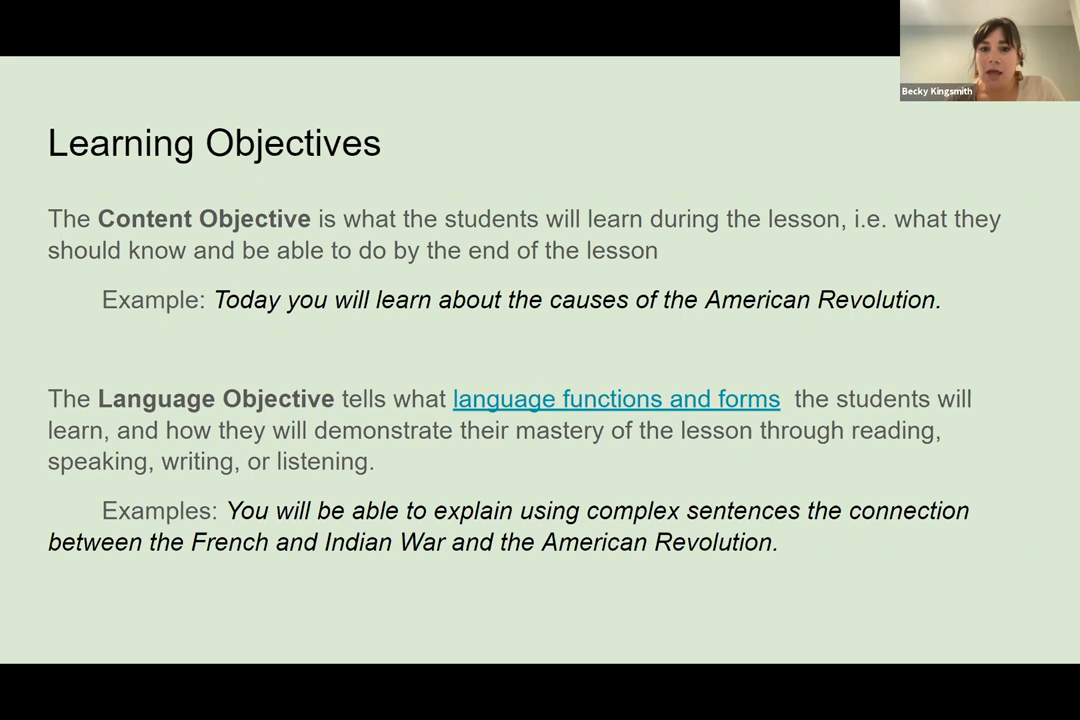 Becky Kingsmith
Learning Objectives
The Content Objective is what the students will learn during the lesson, i.e. what they
should know and be able to do by the end of the lesson
Example: Today you will learn about the causes of the American Revolution.
The Language Objective tells what language functions and forms the students will
learn, and how they will demonstrate their mastery of the lesson through reading,
speaking, writing, or listening.
Examples: You will be able to explain using complex sentences the connection
between the French and Indian War and the American Revolution.